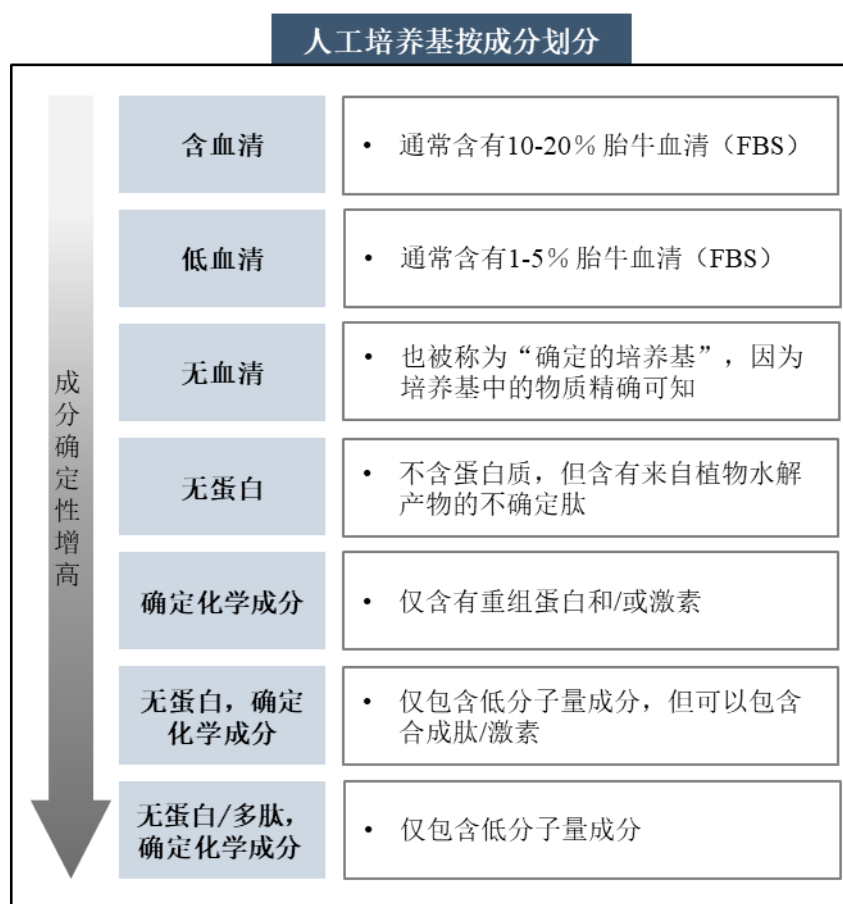 人工培养基按成分划分
成分确定性增高
含血清
• 通常含有10-20％ 胎牛血清（FBS）
低血清
• 通常含有1-5％ 胎牛血清（FBS）
无血清
• 也被称为“确定的培养基”，因为
培养基中的物质精确可知
无蛋白
• 不含蛋白质，但含有来自植物水解
产物的不确定肽
确定化学成分
• 仅含有重组蛋白和/或激素
无蛋白，确定
化学成分
• 仅包含低分子量成分，但可以包含
合成肽/激素
无蛋白/多肽，
确定化学成分
• 仅包含低分子量成分